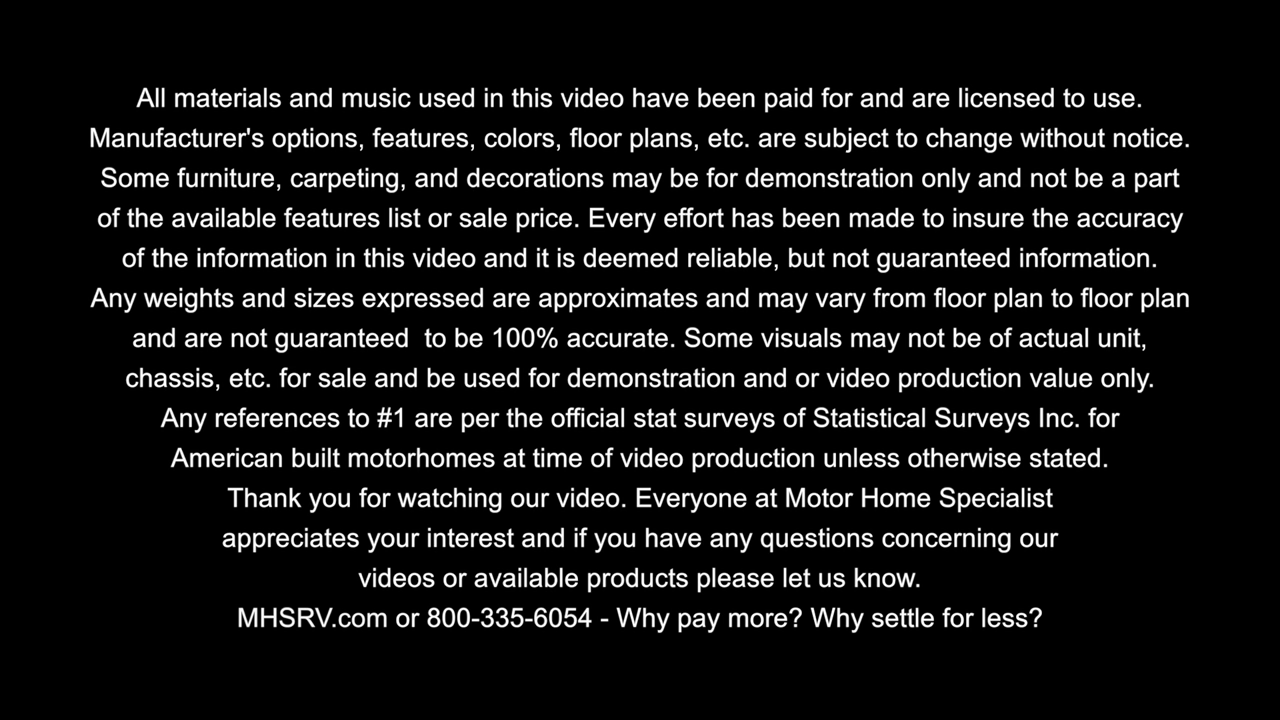 All materials and music used in this video have been paid for and are licensed to use.
Manufacturer's options, features, colors, floor plans, etc. are subject to change without notice.
Some furniture, carpeting, and decorations may be for demonstration only and not be a part
of the available features list or sale price. Every effort has been made to insure the accuracy
of the information in this video and it is deemed reliable, but not guaranteed information.
Any weights and sizes expressed are approximates and may vary from floor plan to floor plan
and are not guaranteed  to be 100% accurate. Some visuals may not be of actual unit,
chassis, etc. for sale and be used for demonstration and or video production value only.
Any references to #1 are per the official stat surveys of Statistical Surveys Inc. for
American built motorhomes at time of video production unless otherwise stated.
Thank you for watching our video. Everyone at Motor Home Specialist
appreciates your interest and if you have any questions concerning our
videos or available products please let us know.
MHSRV.com or 800-335-6054 - Why pay more? Why settle for less?